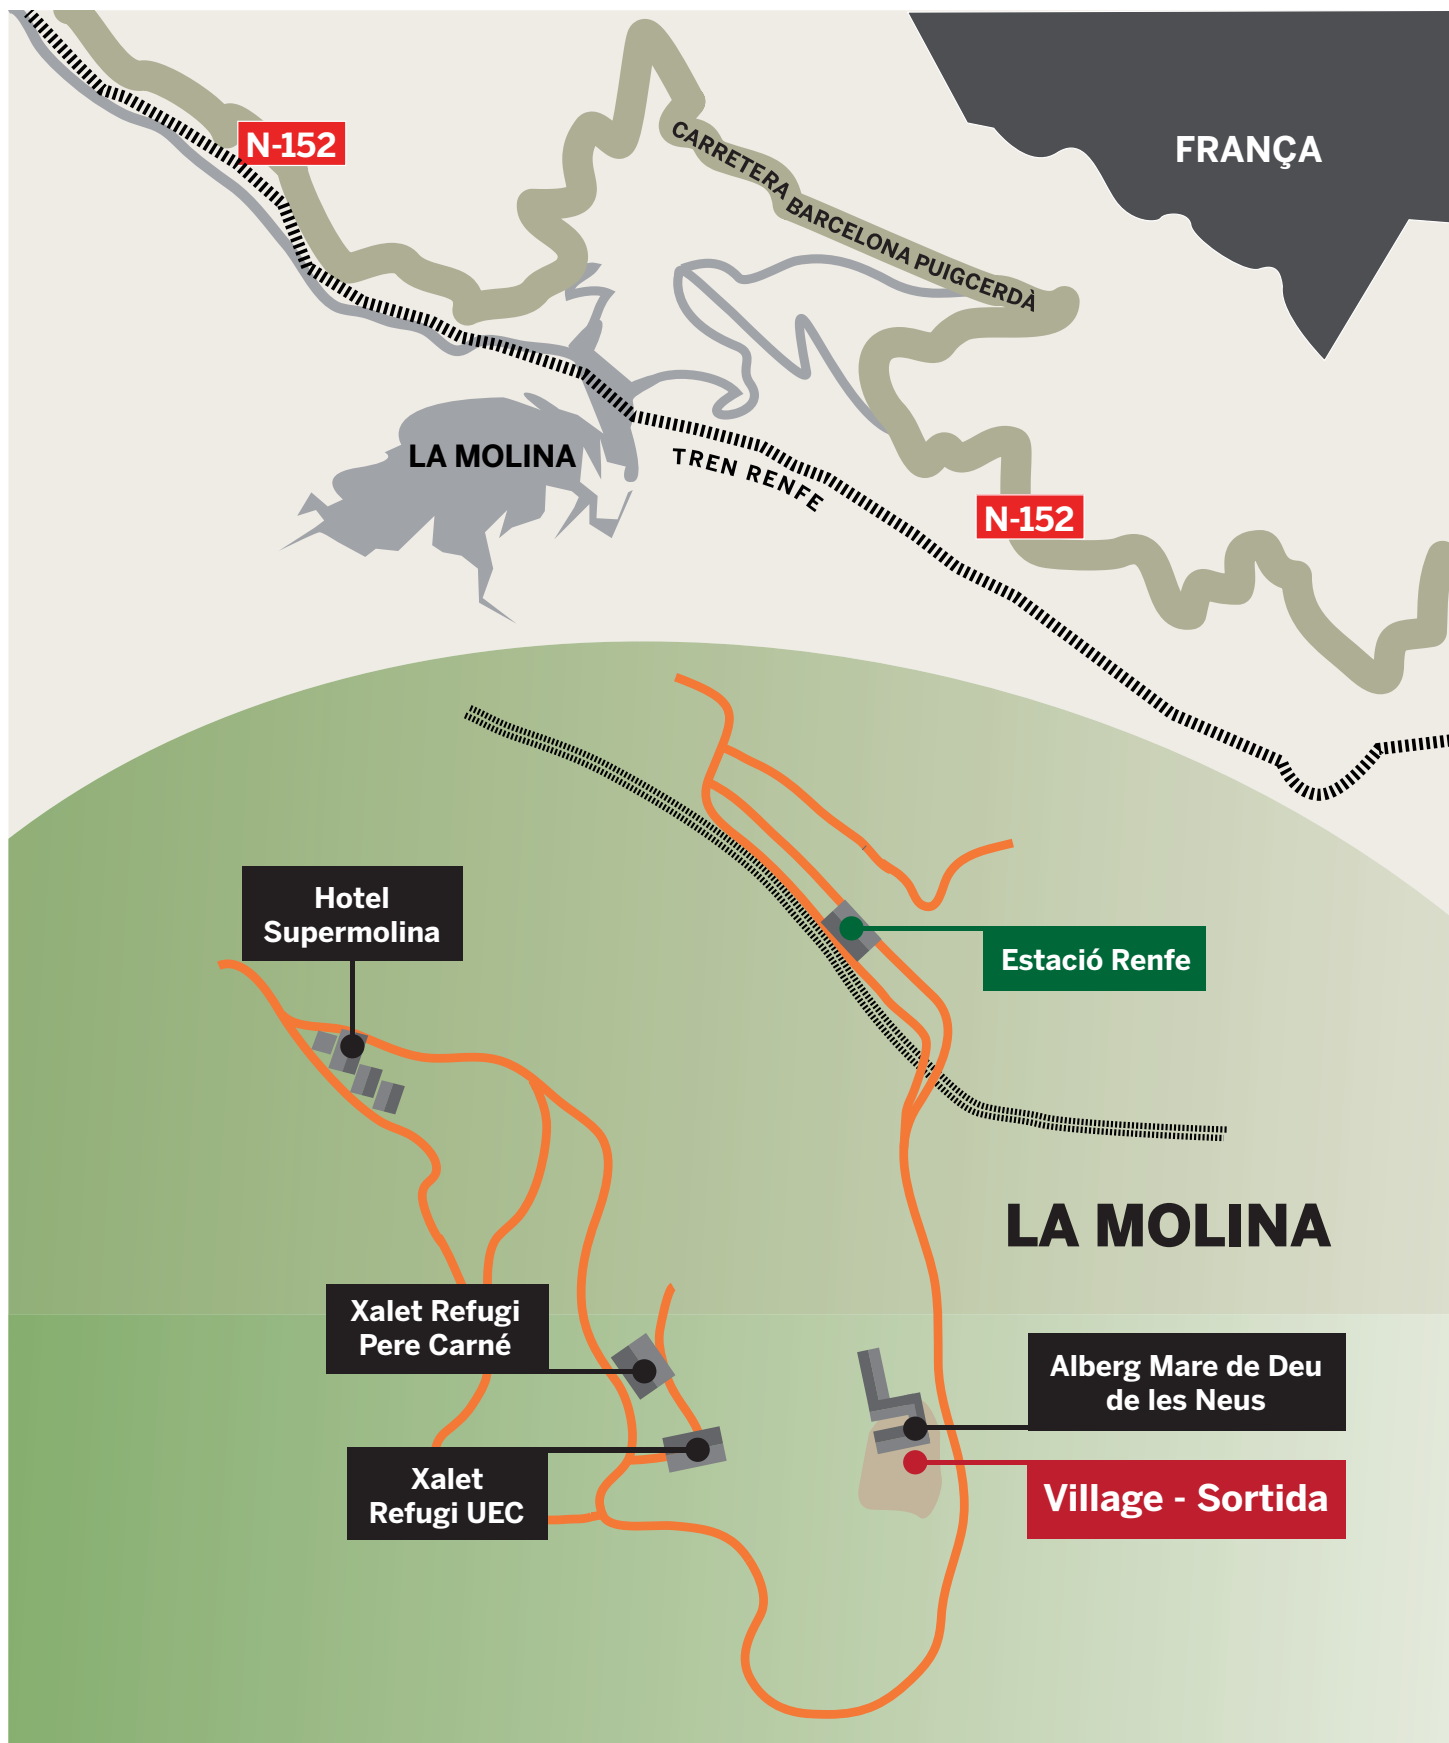 N-152
FRANÇA
CARRETERA BARCELONA PUIGCERDÀ
LA MOLINA
TREN RENFE
N-152
Hotel
Supermolina
Estació Renfe
LA MOLINA
Xalet Refugi
Pere Carné
Alberg Mare de Deu
de les Neus
Xalet
Refugi UEC
Village - Sortida